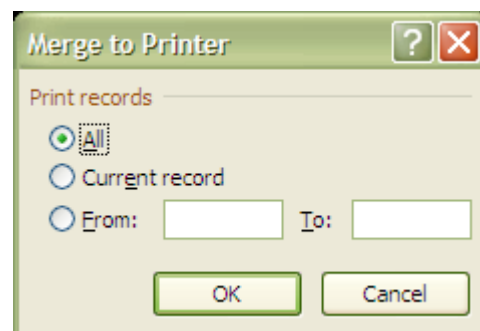 Merge to Printer
Print records
All
Current record
From: To:
OK Cancel